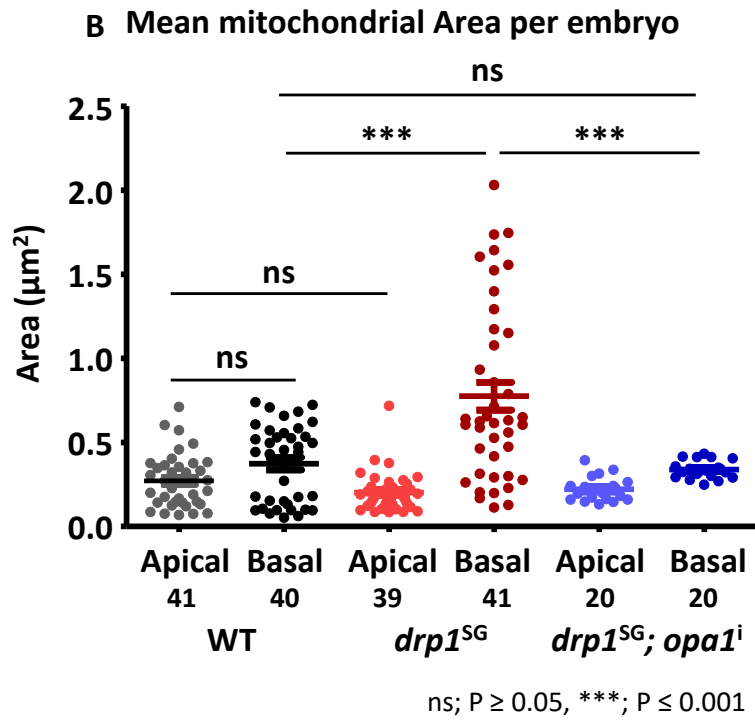 B Mean mitochondrial Area per embryo
ns
2.5
***
***
2.0
1.5
ns
ns
1.0
0.5
0.0
Area (µm²)
Apical Basal Apical Basal Apical Basal
41 40 39 41 20 20
WT drp1ˢᴳ drp1ˢᴳ; opa1ⁱ
ns; P ≥ 0.05, ***; P ≤ 0.001